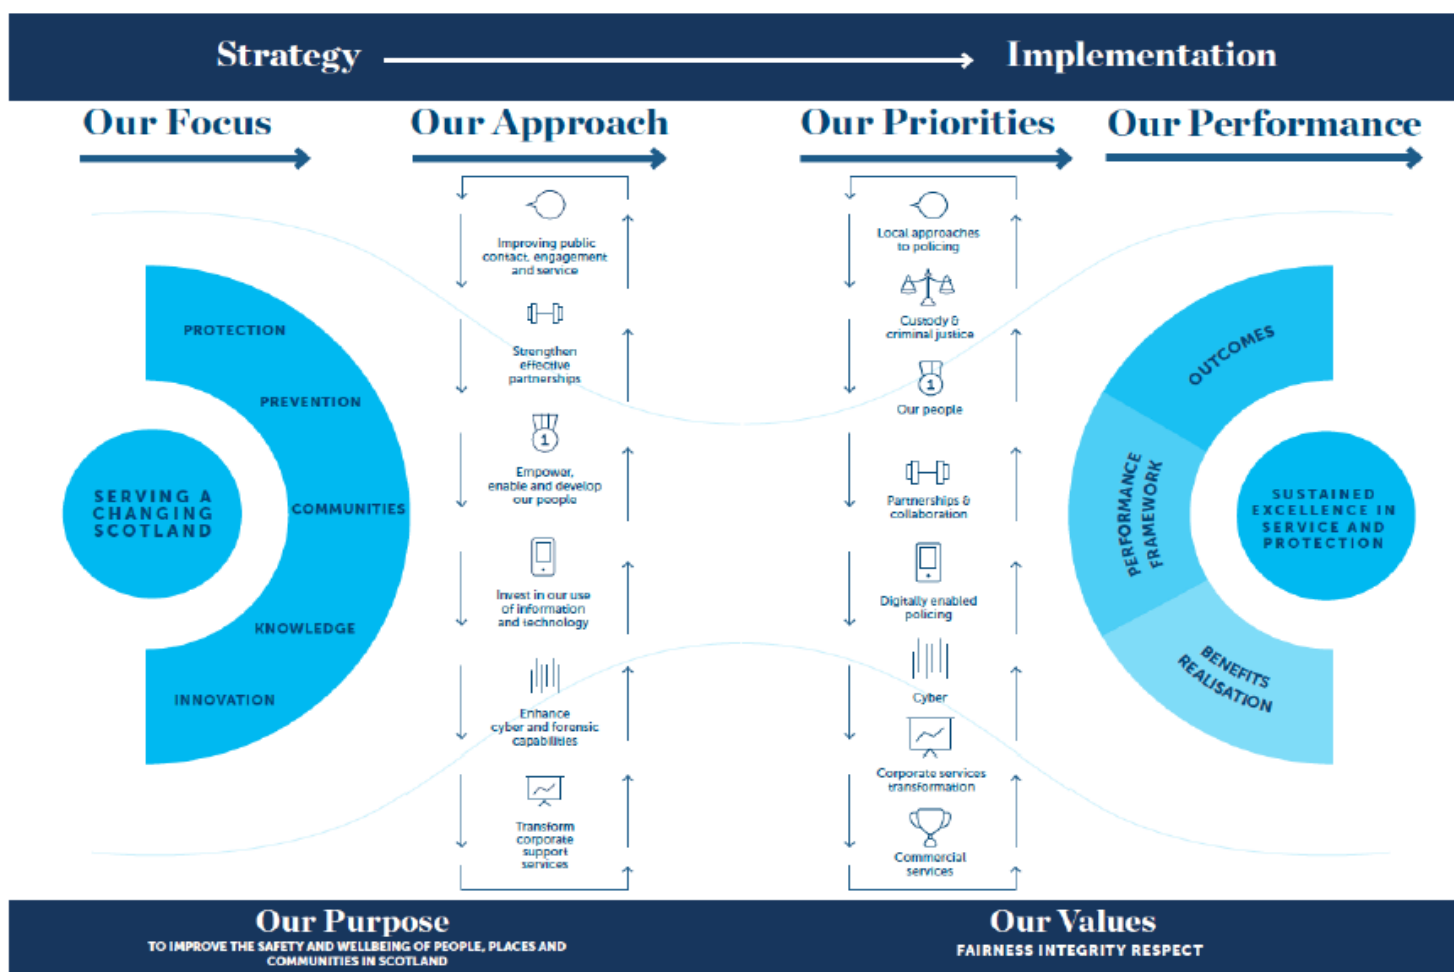 Strategy
Implementation
Our Focus
Our Approach
Our Priorities
Our Performance
PROTECTION
PREVENTION
COMMUNITIES
KNOWLEDGE
INNOVATION
SERVING A
CHANGING
SCOTLAND
Improving public
contact, engagement
and service
Strengthen
effective
partnerships
1
Empower,
enable and develop
our people
Invest in our use
of information
and technology
Enhance
cyber and forensic
capabilities
Transform
corporate
support
services
Local approaches
to policing
Custody &
criminal justice
1
Our people
Partnerships &
collaboration
Digitally enabled
policing
Cyber
Corporate services
transformation
Commercial
services
OUTCOMES
PERFORMANCE
FRAMEWORK
BENEFITS
REALISATION
SUSTAINED
EXCELLENCE IN
SERVICE AND
PROTECTION
Our Purpose
TO IMPROVE THE SAFETY AND WELLBEING OF PEOPLE, PLACES AND
COMMUNITIES IN SCOTLAND
Our Values
FAIRNESS INTEGRITY RESPECT